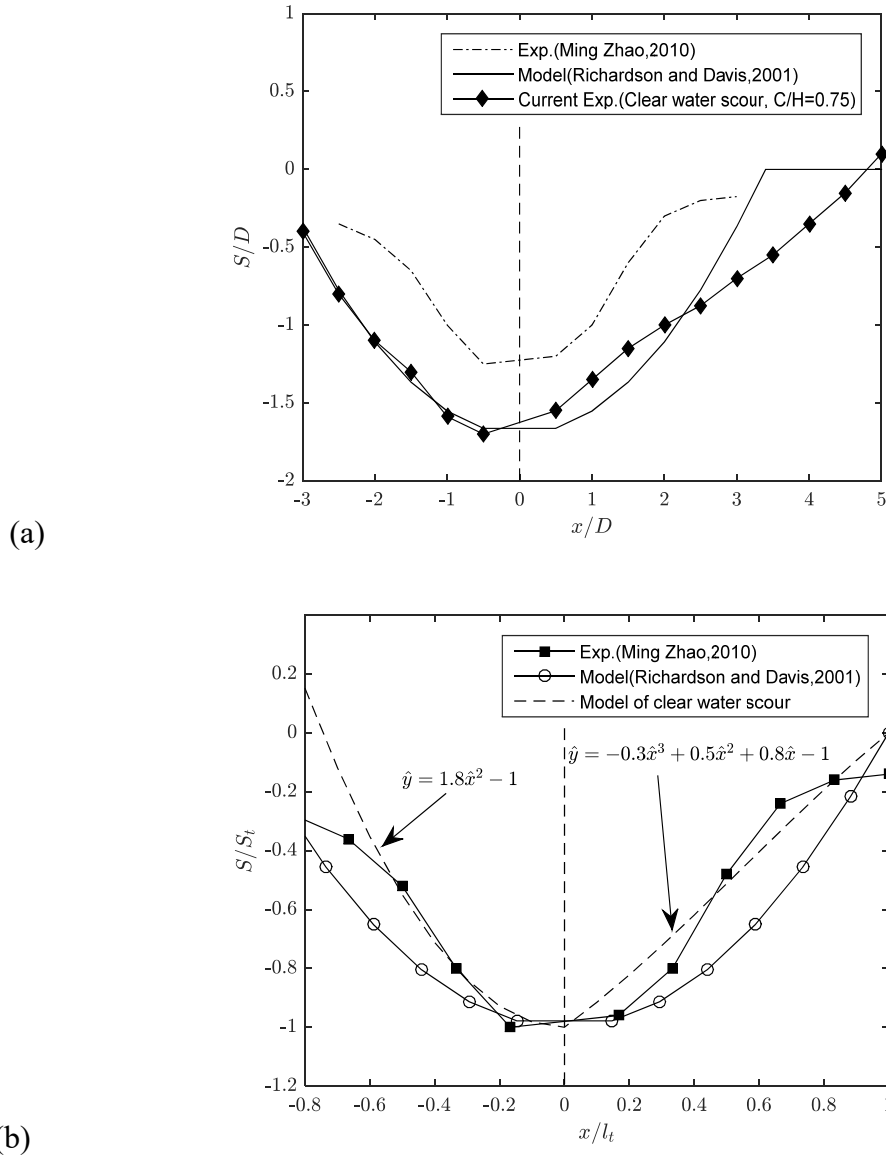 1
0.5
0
-0.5
-1
-1.5
-2
S/D
Exp.(Ming Zhao,2010)
Model(Richardson and Davis,2001)
Current Exp.(Clear water scour, C/H=0.75)
-3 -2 -1 0 1 2 3 4 5
x/D
(a)
0.2
0
-0.2
-0.4
-0.6
-0.8
-1
-1.2
S/S_t
Exp.(Ming Zhao,2010)
Model(Richardson and Davis,2001)
Model of clear water scour
ŷ = −0.3x̂³ + 0.5x̂² + 0.8x̂ − 1
ŷ = 1.8x̂² − 1
-0.8 -0.6 -0.4 -0.2 0 0.2 0.4 0.6 0.8
x/l_t
(b)